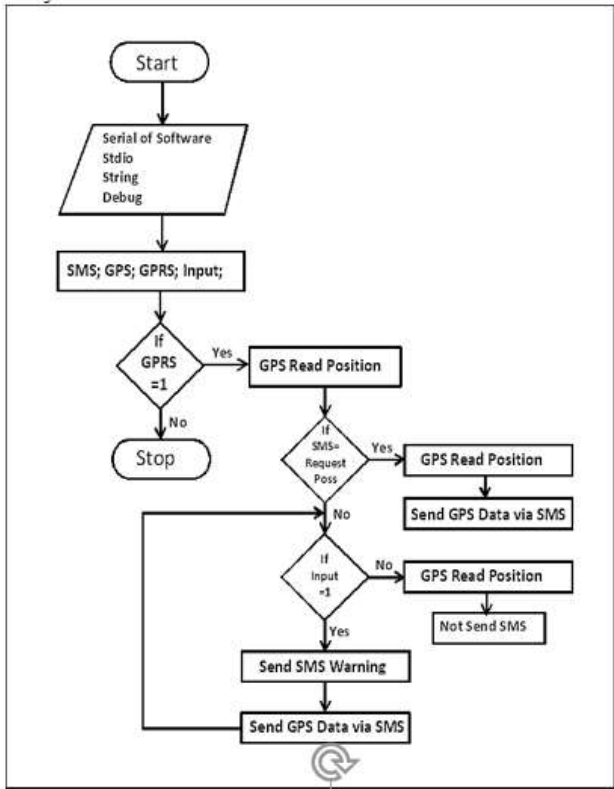 Start
Serial of Software
Stdio
String
Debug
SMS; GPS; GPRS; Input;
If
GPRS
=1
Yes
GPS Read Position
No
Stop
If
SMS=
Request
Poss
Yes
GPS Read Position
Send GPS Data via SMS
No
If
Input
=1
No
GPS Read Position
Not Send SMS
Yes
Send SMS Warning
Send GPS Data via SMS